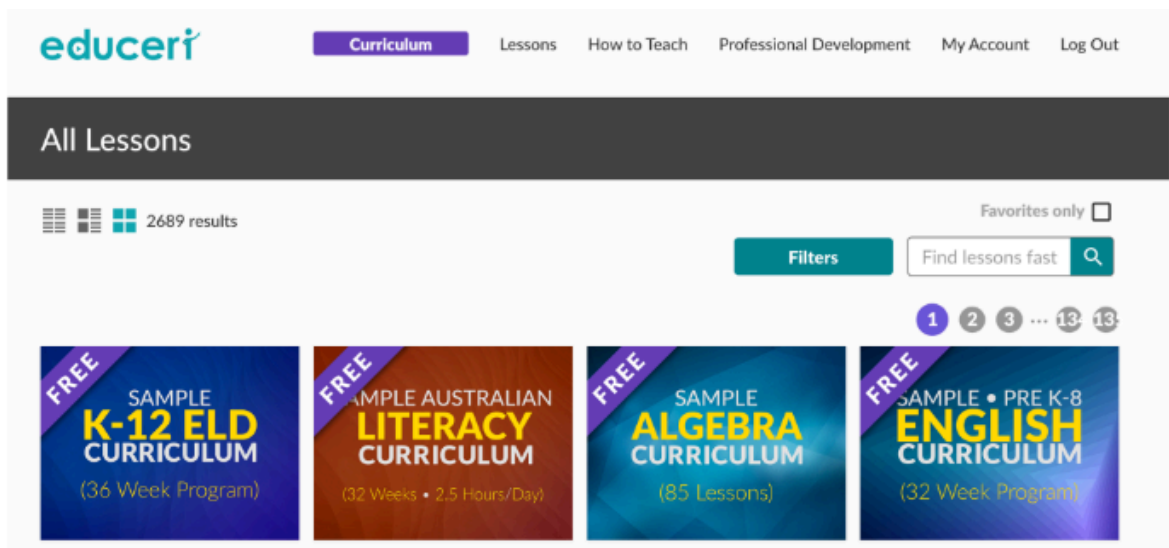 educeri
Curriculum Lessons How to Teach Professional Development My Account Log Out
All Lessons
2689 results
Favorites only
Filters
Find lessons fast
1 2 3 ...
FREE
SAMPLE
K-12 ELD
CURRICULUM
(36 Week Program)
FREE
SAMPLE AUSTRALIAN
LITERACY
CURRICULUM
(32 Weeks • 2.5 Hours/Day)
FREE
SAMPLE
ALGEBRA
CURRICULUM
(85 Lessons)
FREE
SAMPLE • PRE K-8
ENGLISH
CURRICULUM
(32 Week Program)